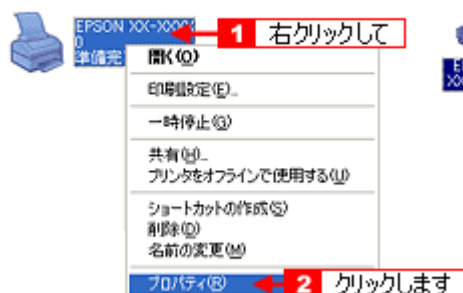 EPSON XX-XXXX
0
準備完
1 右クリックして
開く(O)
印刷設定(E)...
一時停止(G)
共有(H)...
プリンタをオフラインで使用する(U)
ショートカットの作成(S)
削除(D)
名前の変更(M)
プロパティ(R)
2 クリックします